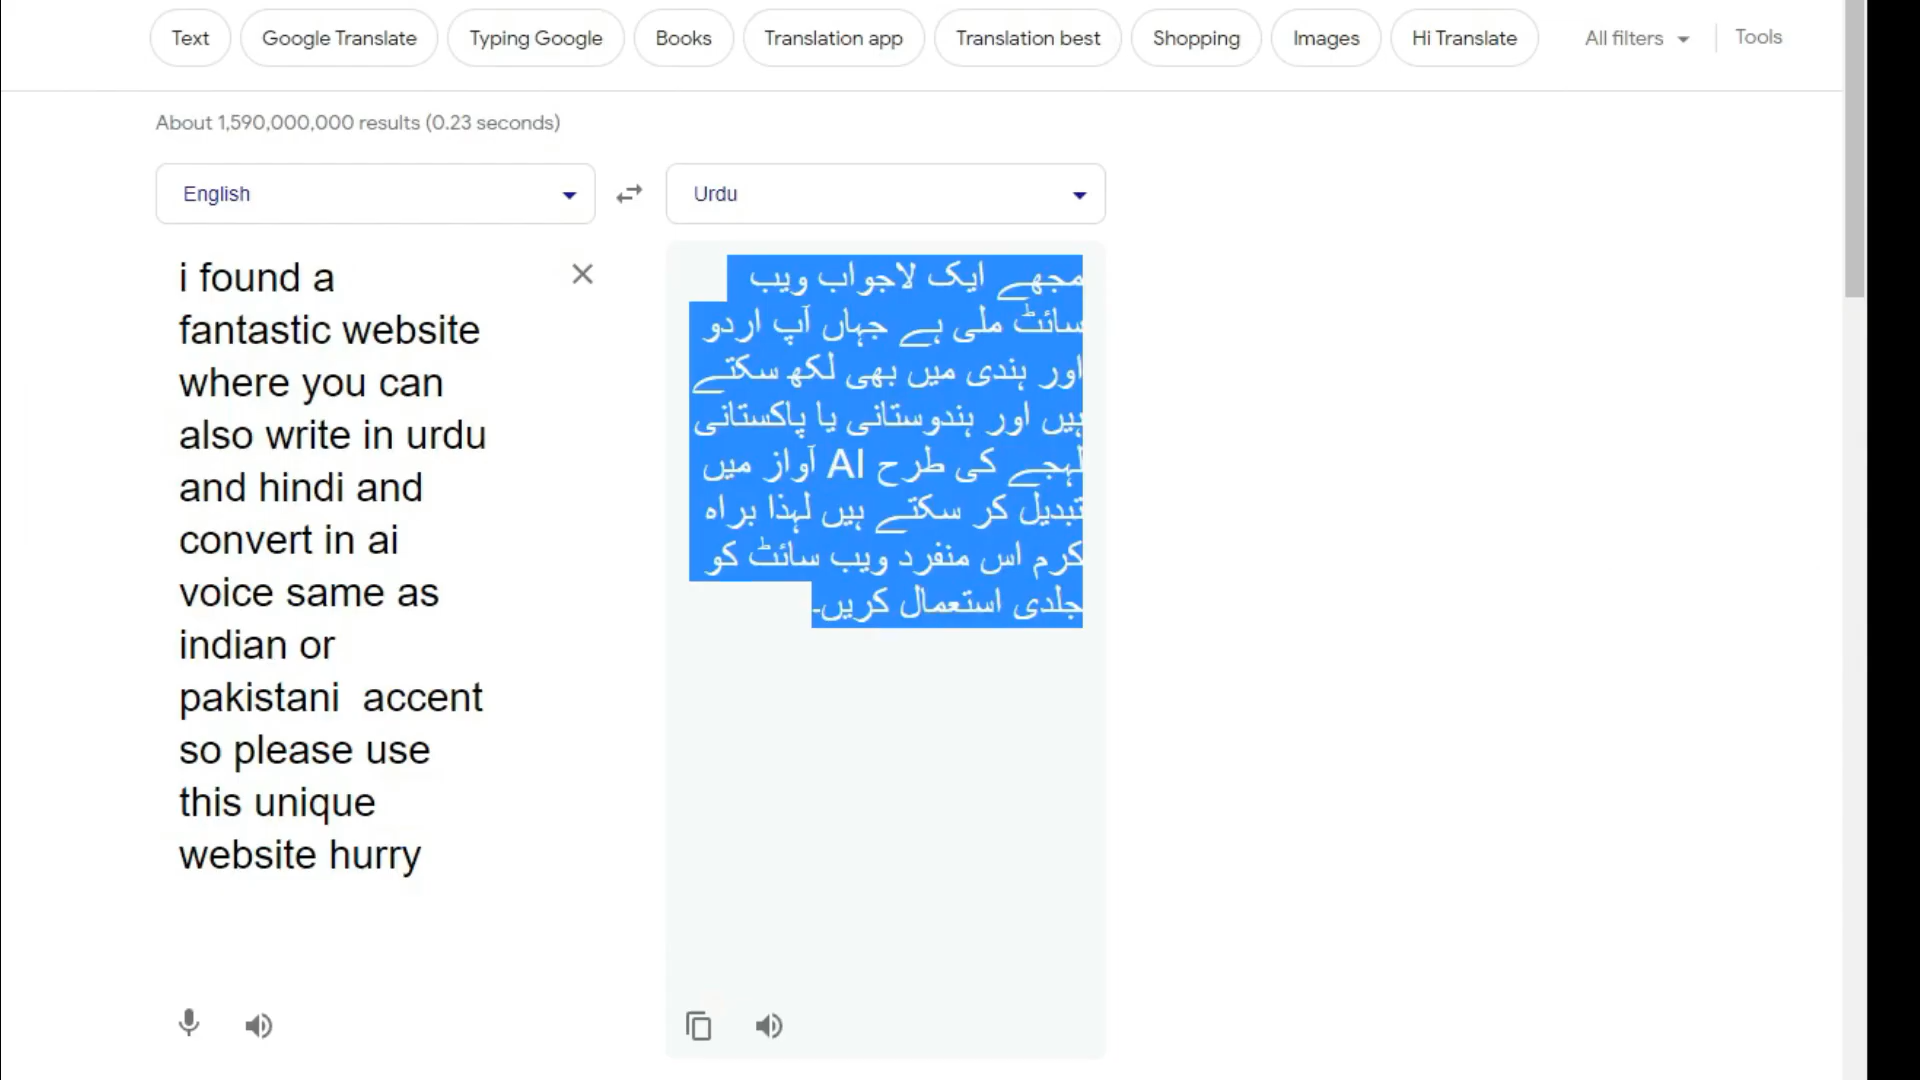 Text
Google Translate
Typing Google
Books
Translation app
Translation best
Shopping
Images
Hi Translate
All filters
Tools
About 1,590,000,000 results (0.23 seconds)
English
Urdu
i found a
fantastic website
where you can
also write in urdu
and hindi and
convert in ai
voice same as
indian or
pakistani  accent
so please use
this unique
website hurry
مجھے ایک لاجواب ویب
سائٹ ملی ہے جہاں آپ اردو
اور ہندی میں بھی لکھ سکتے
ہیں اور ہندوستانی یا پاکستانی
لہجے کی طرح AI آواز میں
تبدیل کر سکتے ہیں لہذا براہ
کرم اس منفرد ویب سائٹ کو
جلدی استعمال کریں۔